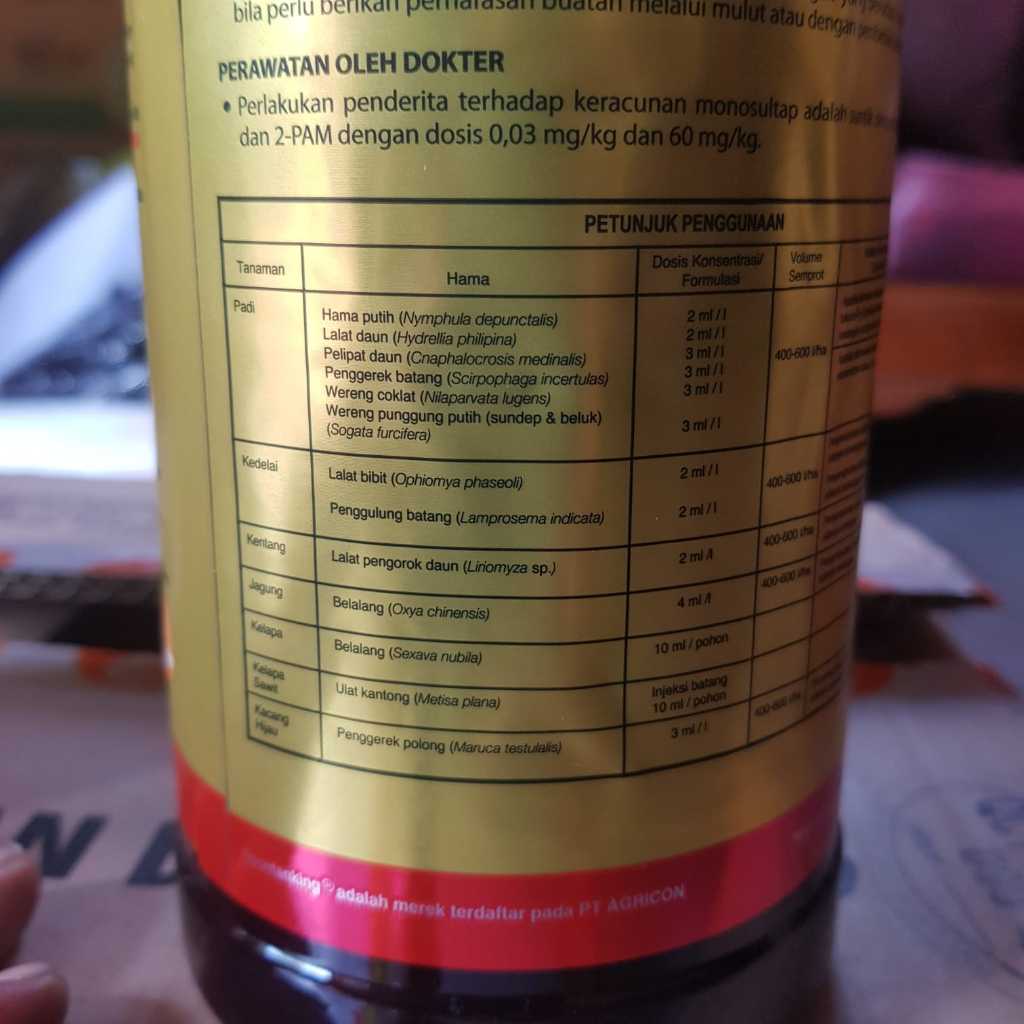 bila perlu berikan pernafasan buatan melalui mulut atau dengan
PERAWATAN OLEH DOKTER
• Perlakukan penderita terhadap keracunan monosultap adalah
dan 2-PAM dengan dosis 0,03 mg/kg dan 60 mg/kg.
PETUNJUK PENGGUNAAN
Tanaman Hama Dosis Konsentrasi/ Formulasi Volume Semprot
Padi Hama putih (Nymphula depunctalis) 2 ml / l
Lalat daun (Hydrellia philipina) 2 ml / l
Pelipat daun (Cnaphalocrosis medinalis) 3 ml / l 400-600 l/ha
Penggerek batang (Scirpophaga incertulas) 3 ml / l
Wereng coklat (Nilaparvata lugens) 3 ml / l
Wereng punggung putih (sundep & beluk)
(Sogata furcifera) 3 ml / l
Kedelai Lalat bibit (Ophiomya phaseoli) 2 ml / l 400-600 l/ha
Penggulung batang (Lamprosema indicata) 2 ml / l
Kentang Lalat pengorok daun (Liriomyza sp.) 2 ml /l 400-600 l/ha
Jagung Belalang (Oxya chinensis) 4 ml /l 400-600 l/ha
Kelapa Belalang (Sexava nubila) 10 ml / pohon
Kelapa Sawit Ulat kantong (Metisa plana) Injeksi batang 10 ml / pohon
Kacang Hijau Penggerek polong (Maruca testulalis) 3 ml / l 400-600 l/ha
® adalah merek terdaftar pada PT AGRICON